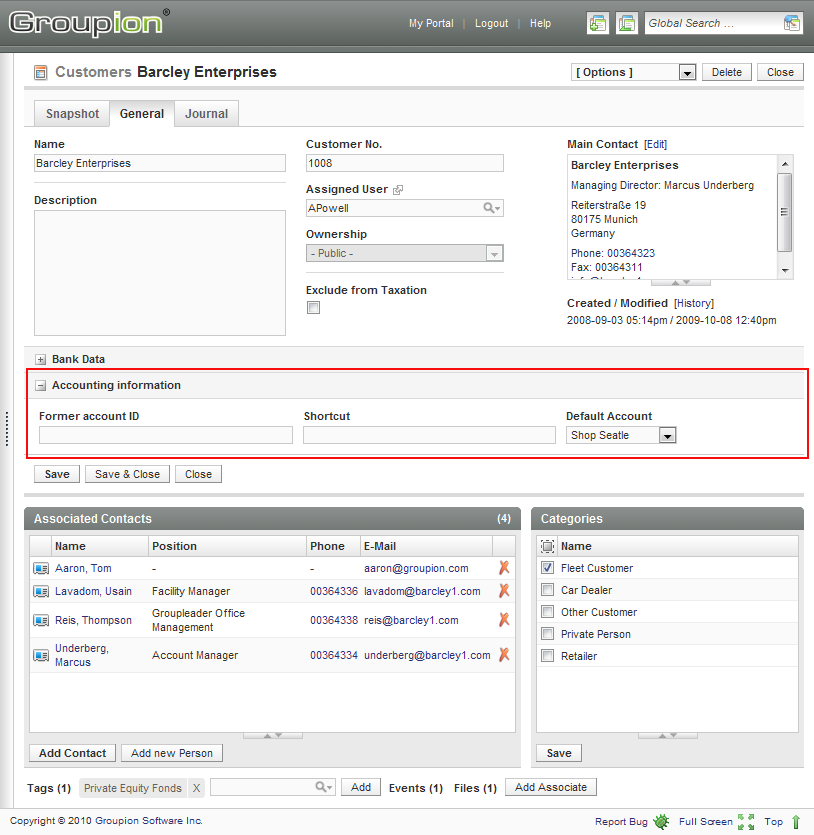 Groupion®
My Portal | Logout | Help
Global Search ...
Customers Barcley Enterprises
[ Options ]
Delete
Close
Snapshot
General
Journal
Name
Barcley Enterprises
Description
Customer No.
1008
Assigned User
APowell
Ownership
- Public -
Exclude from Taxation
Main Contact [Edit]
Barcley Enterprises
Managing Director: Marcus Underberg
Reiterstraße 19
80175 Munich
Germany
Phone: 00364323
Fax: 00364311
Created / Modified [History]
2008-09-03 05:14pm / 2009-10-08 12:40pm
Bank Data
Accounting information
Former account ID
Shortcut
Default Account
Shop Seatle
Save
Save & Close
Close
Associated Contacts (4)
Name Position Phone E-Mail
Aaron, Tom - - aaron@groupion.com
Lavadom, Usain Facility Manager 00364336 lavadom@barcley1.com
Reis, Thompson Groupleader Office Management 00364338 reis@barcley1.com
Underberg, Marcus Account Manager 00364334 underberg@barcley1.com
Add Contact
Add new Person
Categories
Name
Fleet Customer
Car Dealer
Other Customer
Private Person
Retailer
Save
Tags (1) Private Equity Fonds X Add Events (1) Files (1) Add Associate
Copyright © 2010 Groupion Software Inc.
Report Bug Full Screen Top